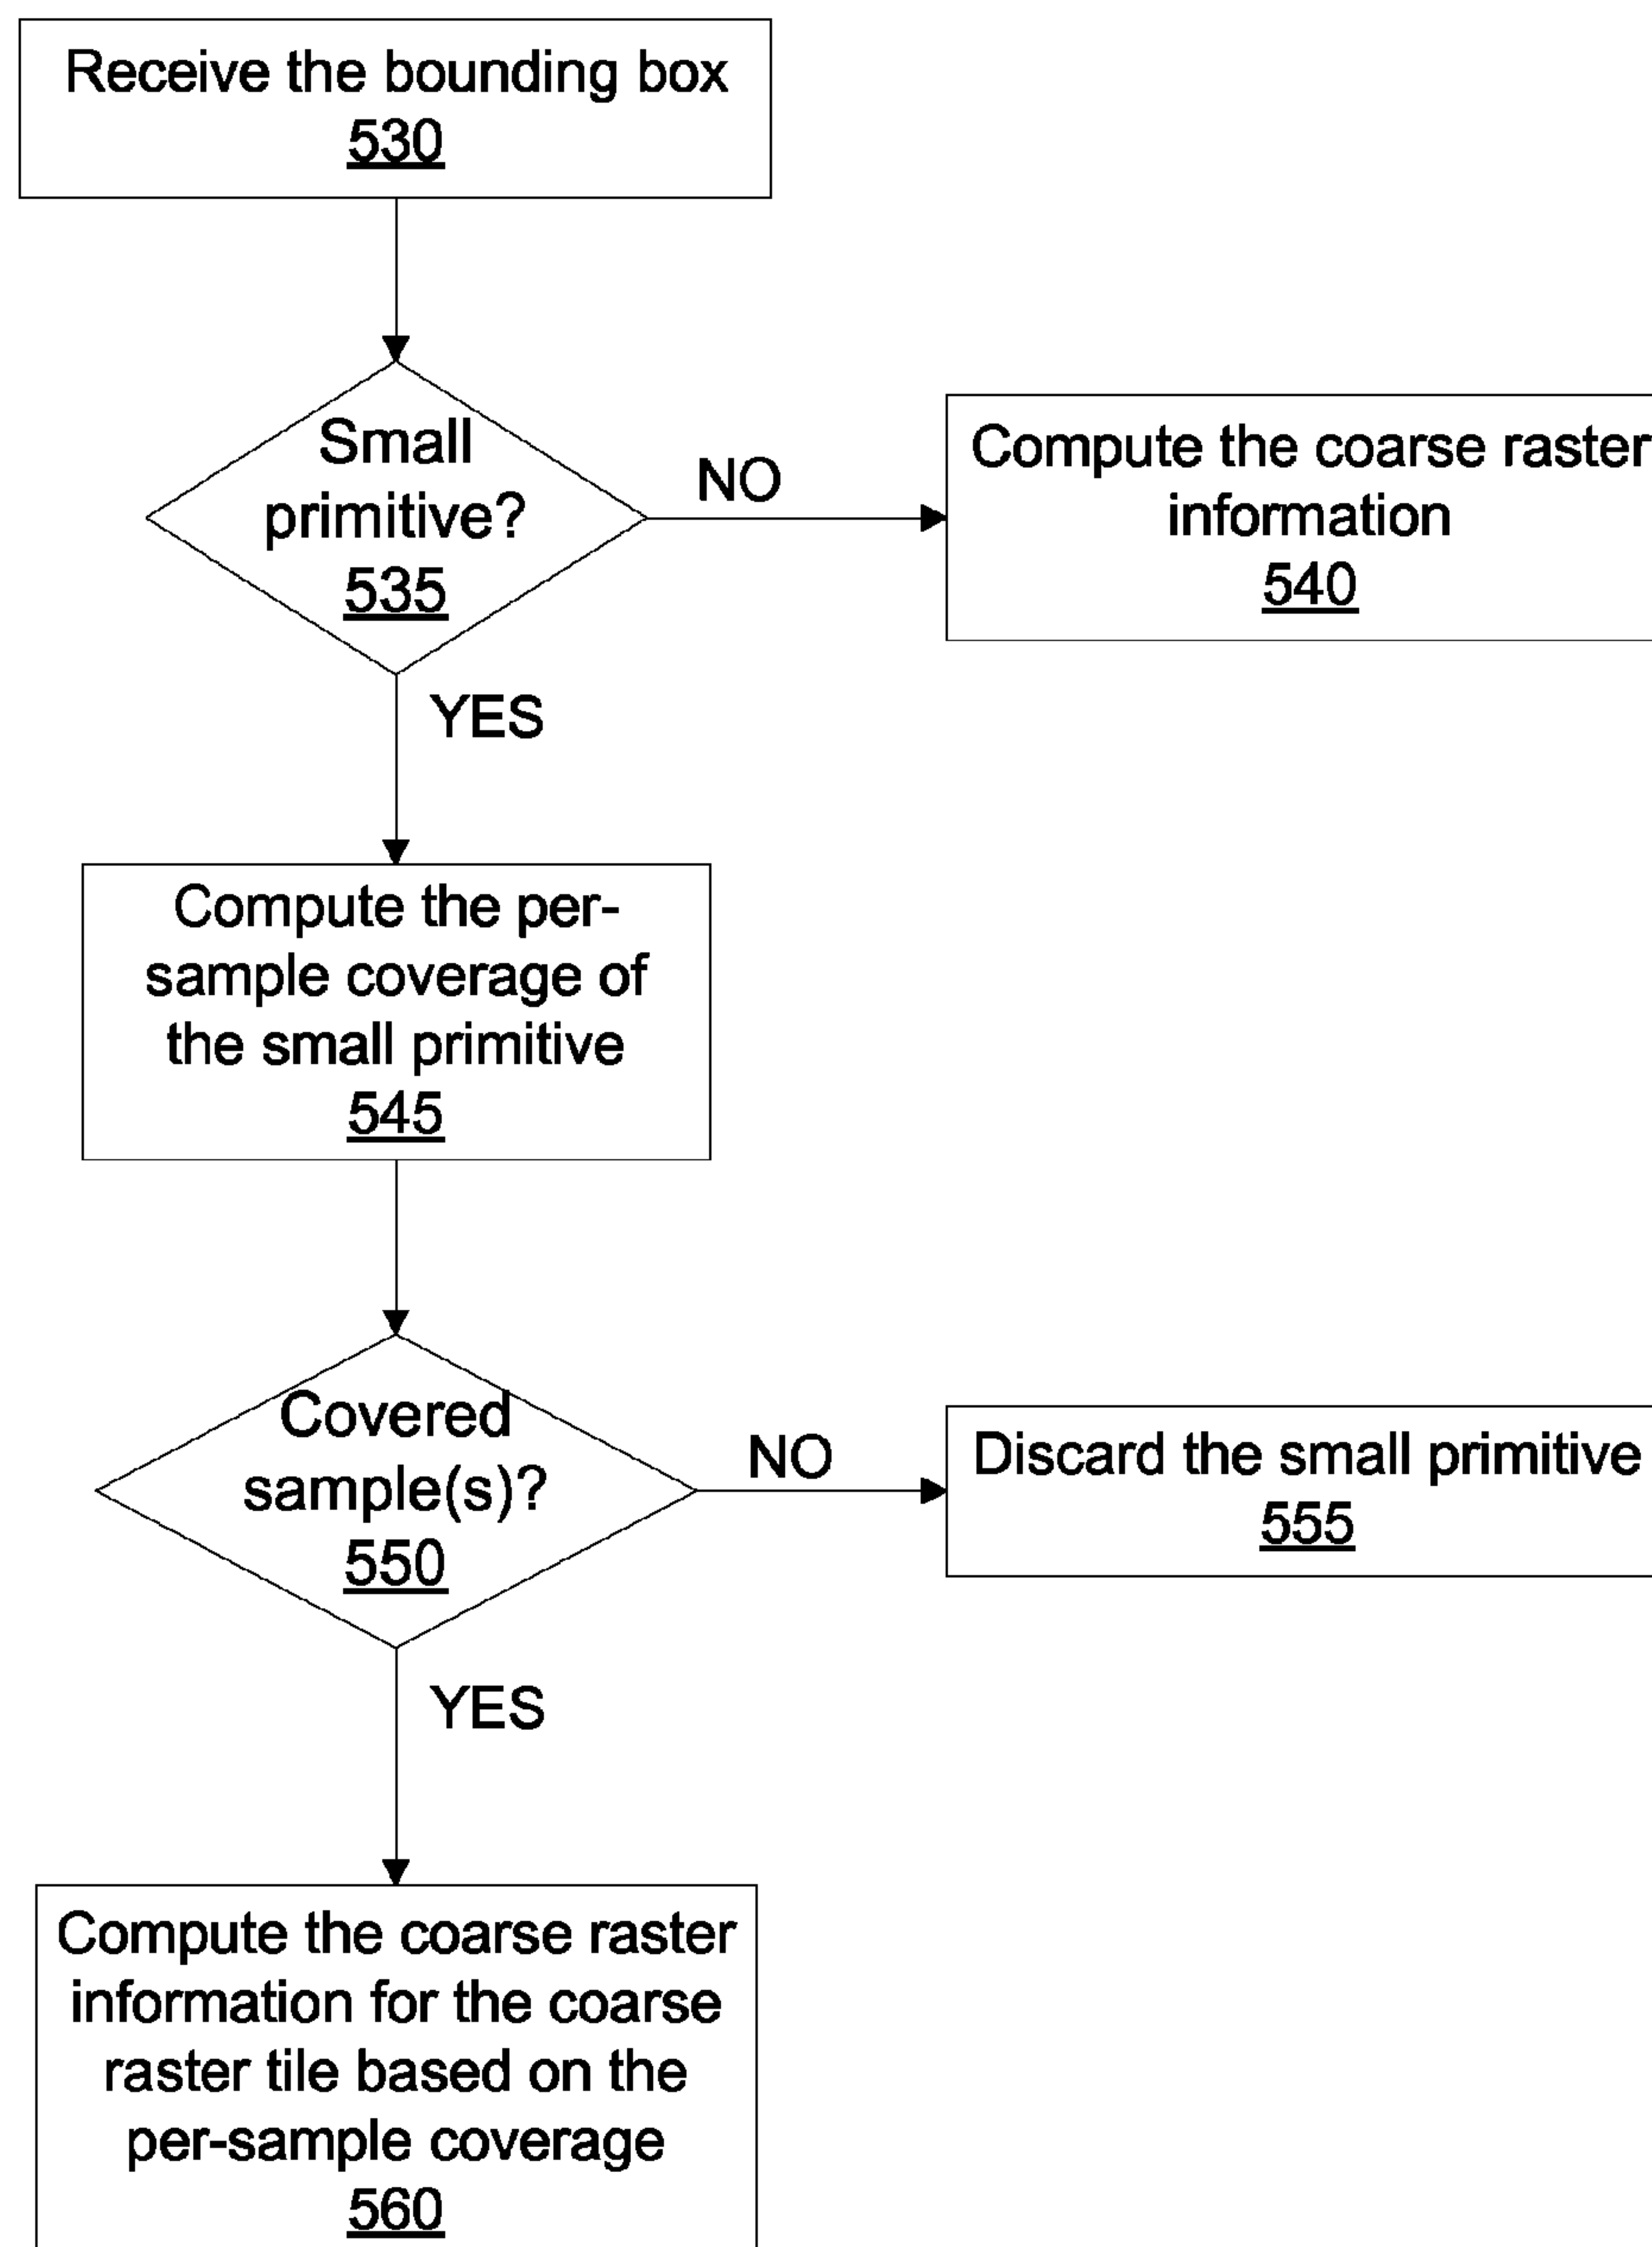 Receive the bounding box
530
Small
primitive?
535
NO
Compute the coarse raster
information
540
YES
Compute the per-
sample coverage of
the small primitive
545
Covered
sample(s)?
550
NO
Discard the small primitive
555
YES
Compute the coarse raster
information for the coarse
raster tile based on the
per-sample coverage
560